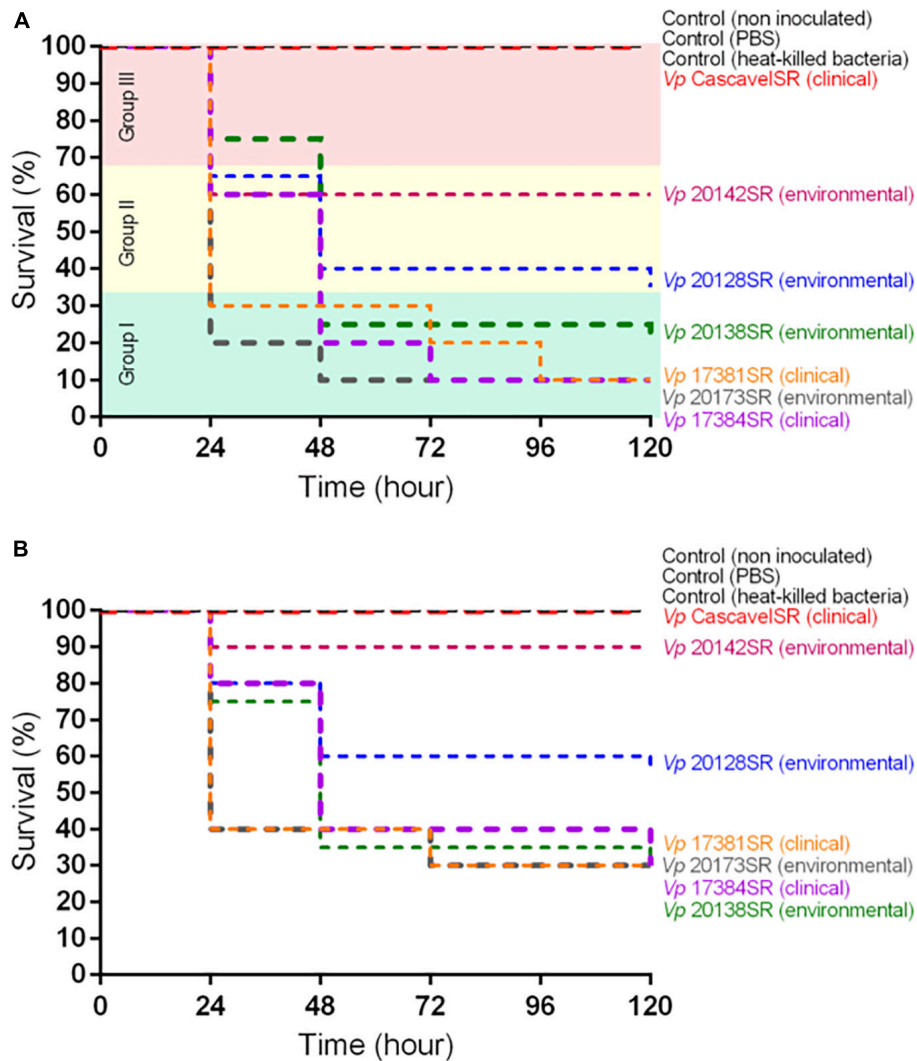 A
Control (non inoculated)
Control (PBS)
Control (heat-killed bacteria)
Vp CascavelSR (clinical)
Vp 20142SR (environmental)
Vp 20128SR (environmental)
Vp 20138SR (environmental)
Vp 17381SR (clinical)
Vp 20173SR (environmental)
Vp 17384SR (clinical)
Survival (%)
100
90
80
70
60
50
40
30
20
10
0
Group III
Group II
Group I
0 24 48 72 96 120
Time (hour)
B
Control (non inoculated)
Control (PBS)
Control (heat-killed bacteria)
Vp CascavelSR (clinical)
Vp 20142SR (environmental)
Vp 20128SR (environmental)
Vp 17381SR (clinical)
Vp 20173SR (environmental)
Vp 17384SR (clinical)
Vp 20138SR (environmental)
Survival (%)
100
90
80
70
60
50
40
30
20
10
0
0 24 48 72 96 120
Time (hour)